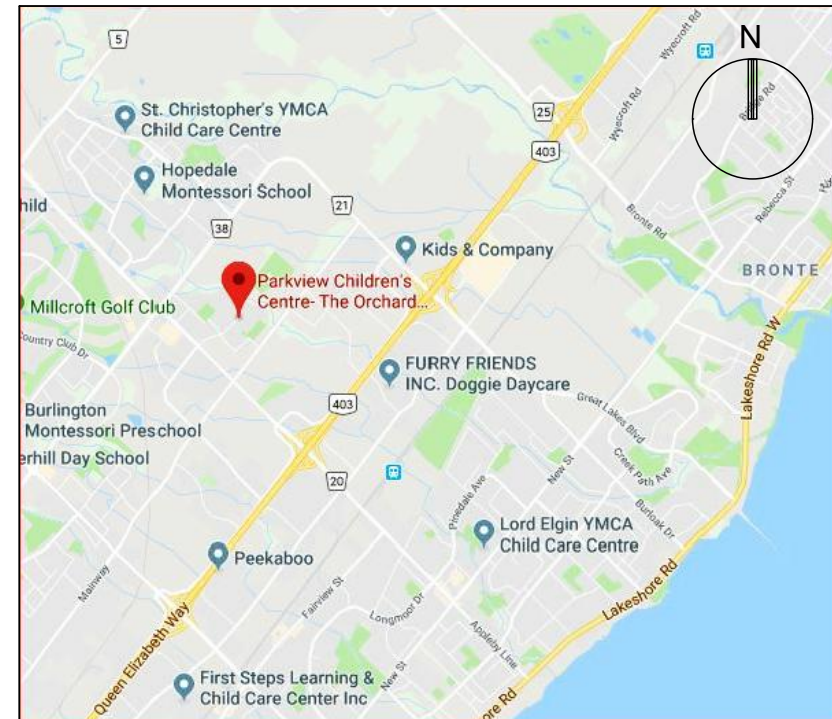 5
Wyecroft Rd
N
Bronte Rd
25
Wyecroft Rd
403
St. Christopher's YMCA
Child Care Centre
Hopedale
Montessori School
21
38
Rebecca St
Bronte Rd
Kids & Company
BRONTE
Parkview Children's
Centre- The Orchard...
Millcroft Golf Club
Country Club Dr
FURRY FRIENDS
INC. Doggie Daycare
403
Lakeshore Rd W
Great Lakes Blvd
Burlington
Montessori Preschool
erhill Day School
20
New St
Creek Path Ave
Pinedale Ave
Burloak Dr
Lord Elgin YMCA
Child Care Centre
Peekaboo
Mainway
Fairview St
Longmoor Dr
Lakeshore Rd
Appleby Line
Queen Elizabeth Way
New St
First Steps Learning &
Child Care Center Inc
ore Rd